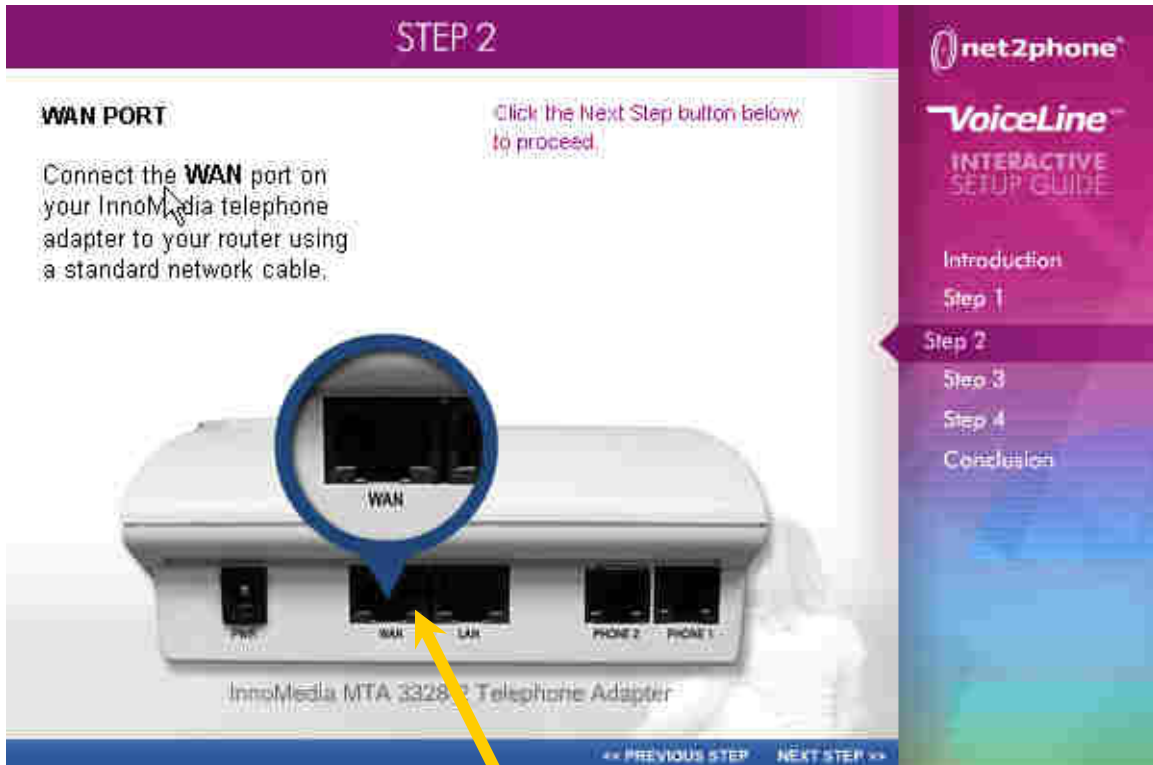 STEP 2
WAN PORT
Connect the WAN port on
your InnoMedia telephone
adapter to your router using
a standard network cable.
Click the Next Step button below
to proceed.
WAN
PWR
WAN
LAN
PHONE 2
PHONE 1
InnoMedia MTA 3328 2 Telephone Adapter
<< PREVIOUS STEP
NEXT STEP >>
net2phone
VoiceLine
INTERACTIVE
SETUP GUIDE
Introduction
Step 1
Step 2
Step 3
Step 4
Conclusion